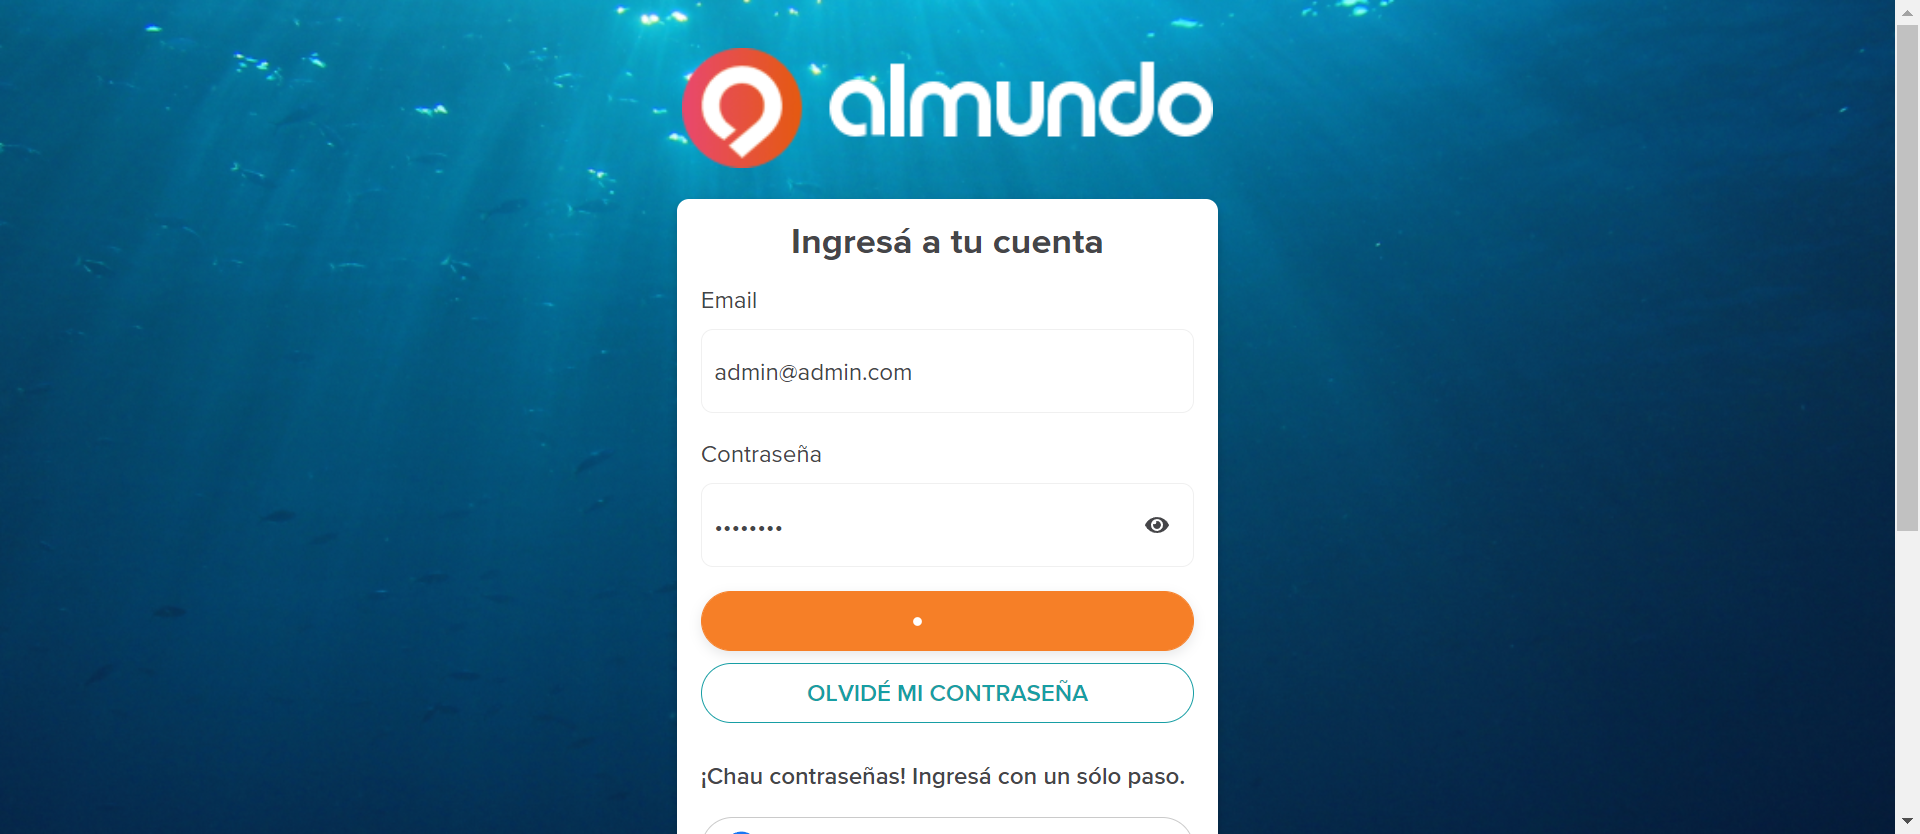 almundo
Ingresá a tu cuenta
Email
admin@admin.com
Contraseña
••••••••
OLVIDÉ MI CONTRASEÑA
¡Chau contraseñas! Ingresá con un sólo paso.